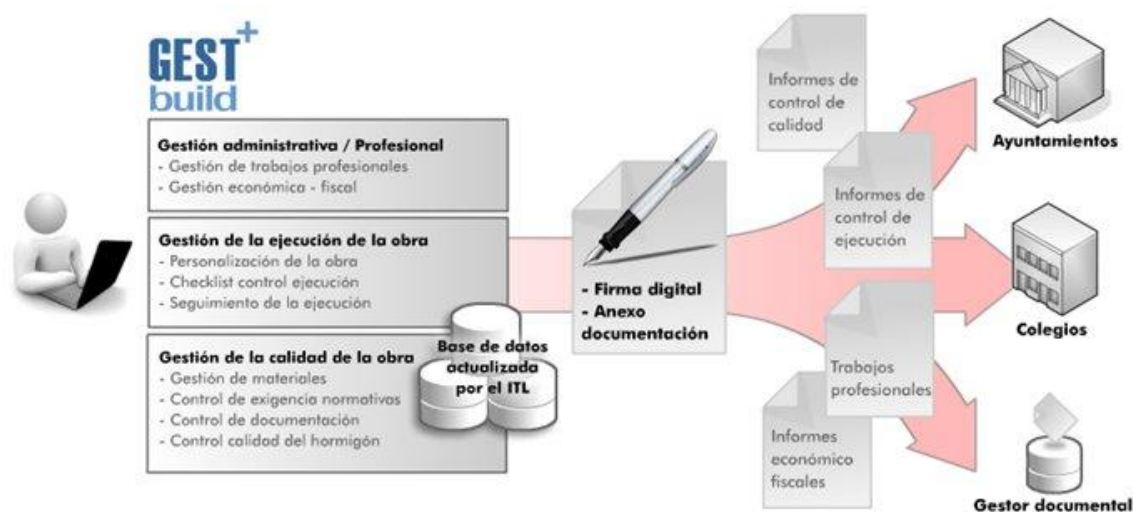 GEST+
build
Gestión administrativa / Profesional
- Gestión de trabajos profesionales
- Gestión económica - fiscal
Gestión de la ejecución de la obra
- Personalización de la obra
- Checklist control ejecución
- Seguimiento de la ejecución
Gestión de la calidad de la obra
- Gestión de materiales
- Control de exigencia normativas
- Control de documentación
- Control calidad del hormigón
Base de datos
actualizada
por el ITL
- Firma digital
- Anexo
documentación
Informes de
control de
calidad
Informes de
control de
ejecución
Trabajos
profesionales
Informes
económico
fiscales
Ayuntamientos
Colegios
Gestor documental